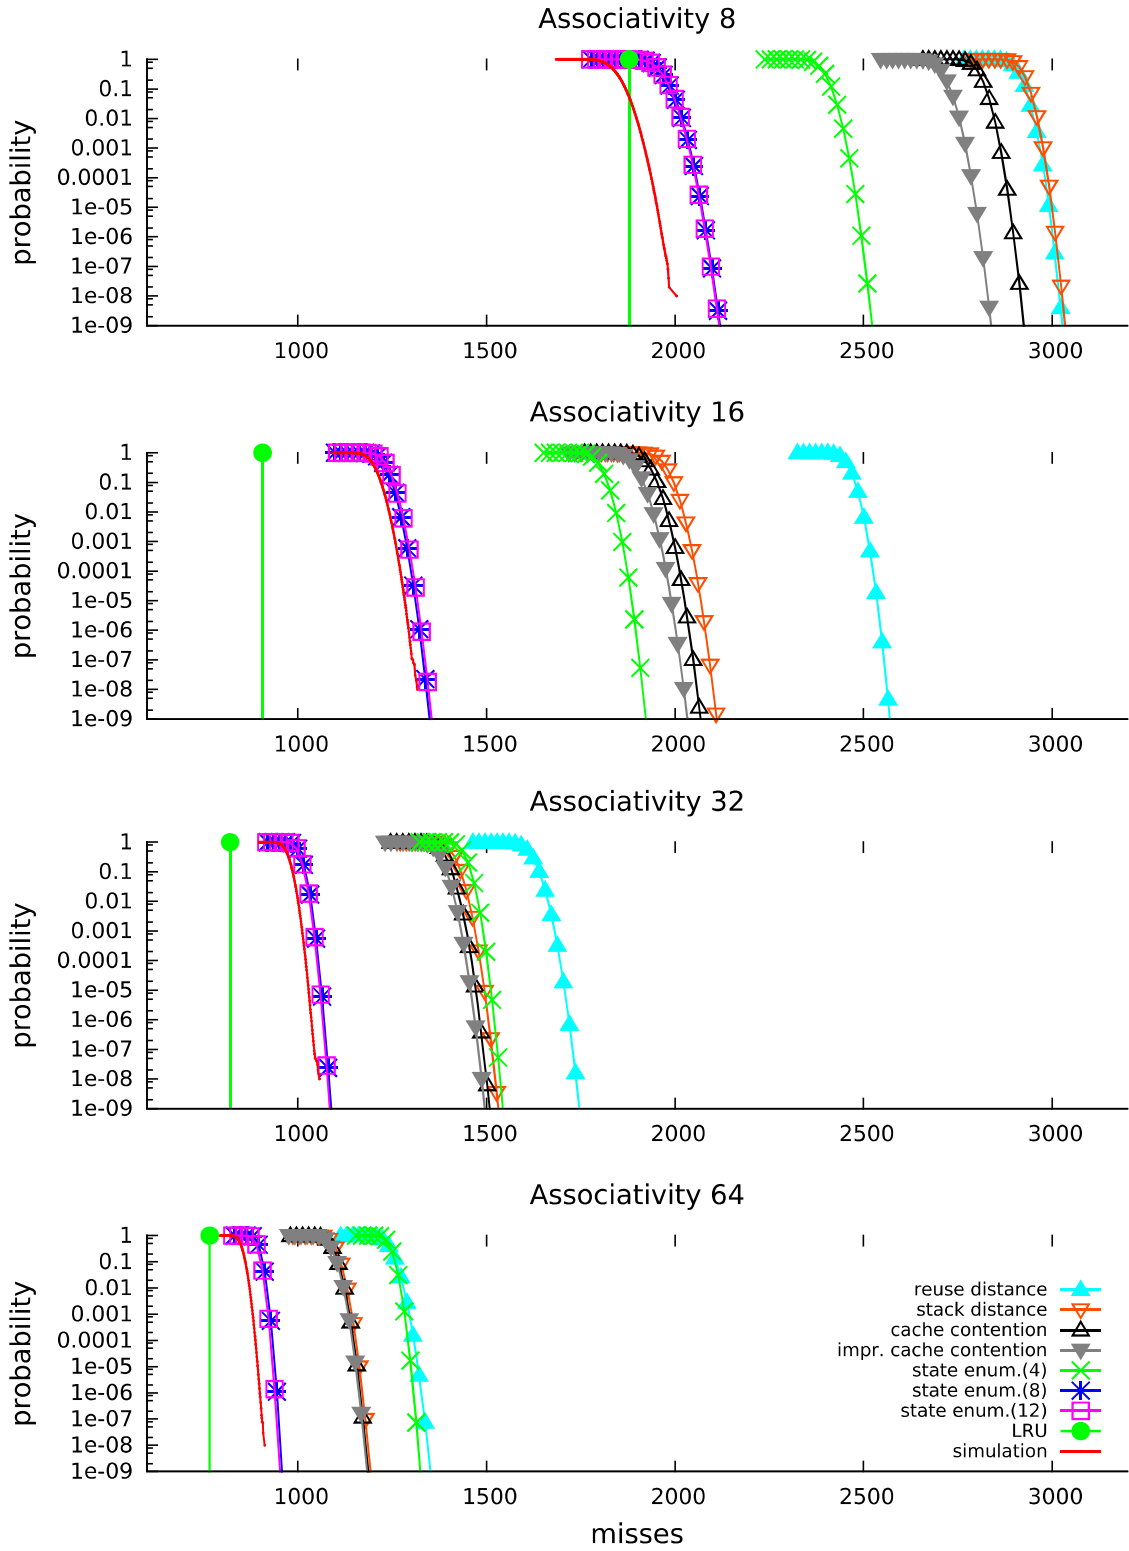 Associativity 8
probability
1
0.1
0.01
0.001
0.0001
1e-05
1e-06
1e-07
1e-08
1e-09
1000 1500 2000 2500 3000
Associativity 16
probability
1
0.1
0.01
0.001
0.0001
1e-05
1e-06
1e-07
1e-08
1e-09
1000 1500 2000 2500 3000
Associativity 32
probability
1
0.1
0.01
0.001
0.0001
1e-05
1e-06
1e-07
1e-08
1e-09
1000 1500 2000 2500 3000
Associativity 64
probability
1
0.1
0.01
0.001
0.0001
1e-05
1e-06
1e-07
1e-08
1e-09
reuse distance
stack distance
cache contention
impr. cache contention
state enum.(4)
state enum.(8)
state enum.(12)
LRU
simulation
1000 1500 2000 2500 3000
misses